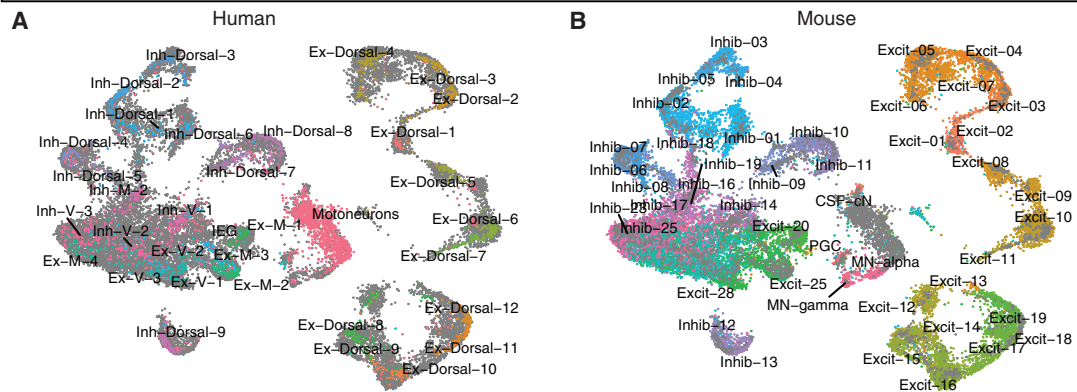 A
Human
Inh−Dorsal−3
Ex−Dorsal−4
Inh−Dorsal−2
Ex−Dorsal−3
Ex−Dorsal−2
Inh−Dorsal−1
Inh−Dorsal−6
Inh−Dorsal−8
Ex−Dorsal−1
Inh−Dorsal−4
Inh−Dorsal−7
Inh−Dorsal−5
Inh−M−2
Ex−Dorsal−5
Inh−V−3
Inh−V−1
Motoneurons
Ex−Dorsal−6
Inh−V−2
IEG
Ex−M−1
Ex−V−2
Ex−M−3
Ex−Dorsal−7
Ex−M−4
Ex−V−3
Ex−V−1
Ex−M−2
Ex−Dorsal−12
Ex−Dorsal−8
Inh−Dorsal−9
Ex−Dorsal−9
Ex−Dorsal−11
Ex−Dorsal−10
B
Mouse
Inhib−03
Excit−05
Excit−04
Inhib−05
Inhib−04
Excit−07
Inhib−02
Excit−06
Excit−03
Inhib−01
Inhib−10
Excit−02
Inhib−07
Inhib−18
Excit−01
Inhib−06
Inhib−19
Inhib−11
Excit−08
Inhib−08
Inhib−16
Inhib−09
Excit−09
Inhib−17
Inhib−14
CSF−cN
Excit−10
Inhib−25
Excit−20
PGC
MN−alpha
Excit−11
Excit−28
Excit−25
Excit−13
MN−gamma
Excit−12
Inhib−12
Excit−14
Excit−19
Excit−18
Excit−17
Inhib−13
Excit−15
Excit−16